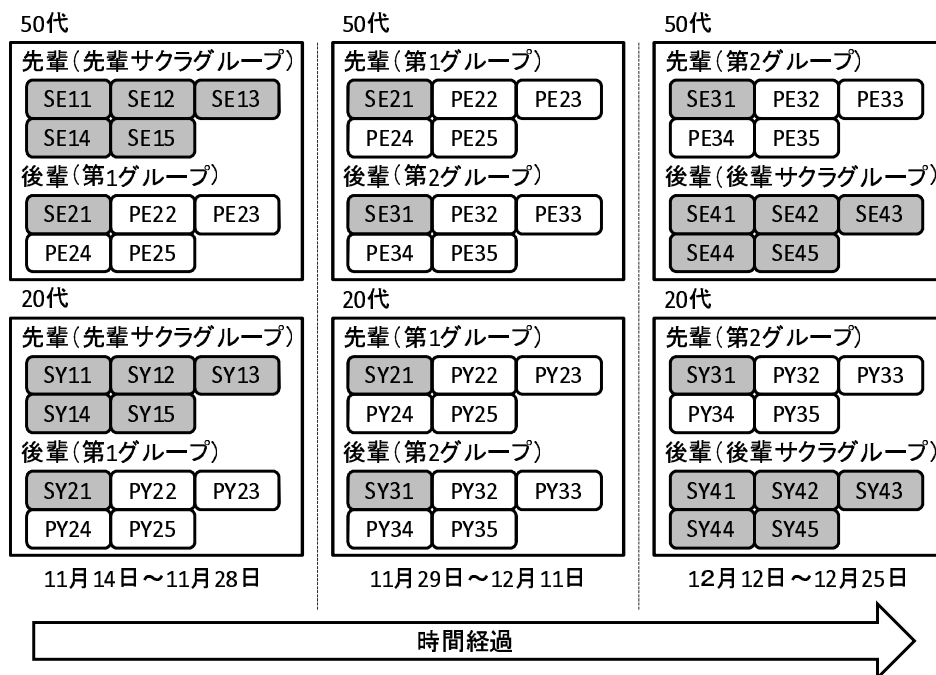 50代
先輩(先輩サクラグループ)
SE11 SE12 SE13
SE14 SE15
後輩(第1グループ)
SE21 PE22 PE23
PE24 PE25
20代
先輩(先輩サクラグループ)
SY11 SY12 SY13
SY14 SY15
後輩(第1グループ)
SY21 PY22 PY23
PY24 PY25
11月14日～11月28日
50代
先輩(第1グループ)
SE21 PE22 PE23
PE24 PE25
後輩(第2グループ)
SE31 PE32 PE33
PE34 PE35
20代
先輩(第1グループ)
SY21 PY22 PY23
PY24 PY25
後輩(第2グループ)
SY31 PY32 PY33
PY34 PY35
11月29日～12月11日
50代
先輩(第2グループ)
SE31 PE32 PE33
PE34 PE35
後輩(後輩サクラグループ)
SE41 SE42 SE43
SE44 SE45
20代
先輩(第2グループ)
SY31 PY32 PY33
PY34 PY35
後輩(後輩サクラグループ)
SY41 SY42 SY43
SY44 SY45
12月12日～12月25日
時間経過